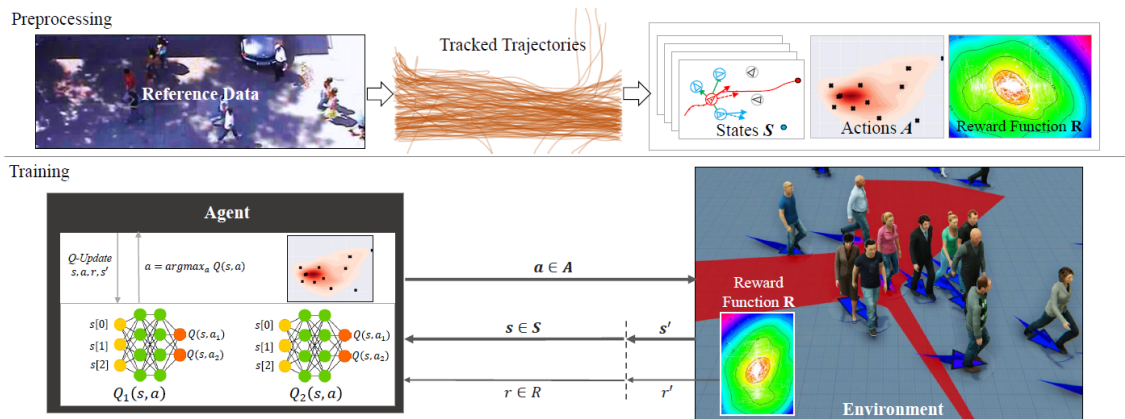 Preprocessing
Reference Data
Tracked Trajectories
States S
Actions A
Reward Function R
Training
Agent
Q-Update
s, a, r, s'
a = argmaxₐ Q(s, a)
s[0]
s[1]
s[2]
Q(s, a₁)
Q(s, a₂)
Q₁(s, a)
s[0]
s[1]
s[2]
Q(s, a₁)
Q(s, a₂)
Q₂(s, a)
a ∈ A
s ∈ S
s'
r ∈ R
r'
Reward
Function R
Environment